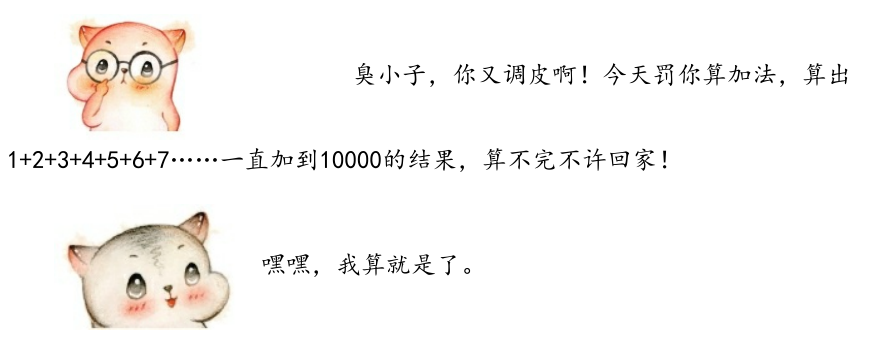 臭小子，你又调皮啊！今天罚你算加法，算出
1+2+3+4+5+6+7……一直加到10000的结果，算不完不许回家！
嘿嘿，我算就是了。